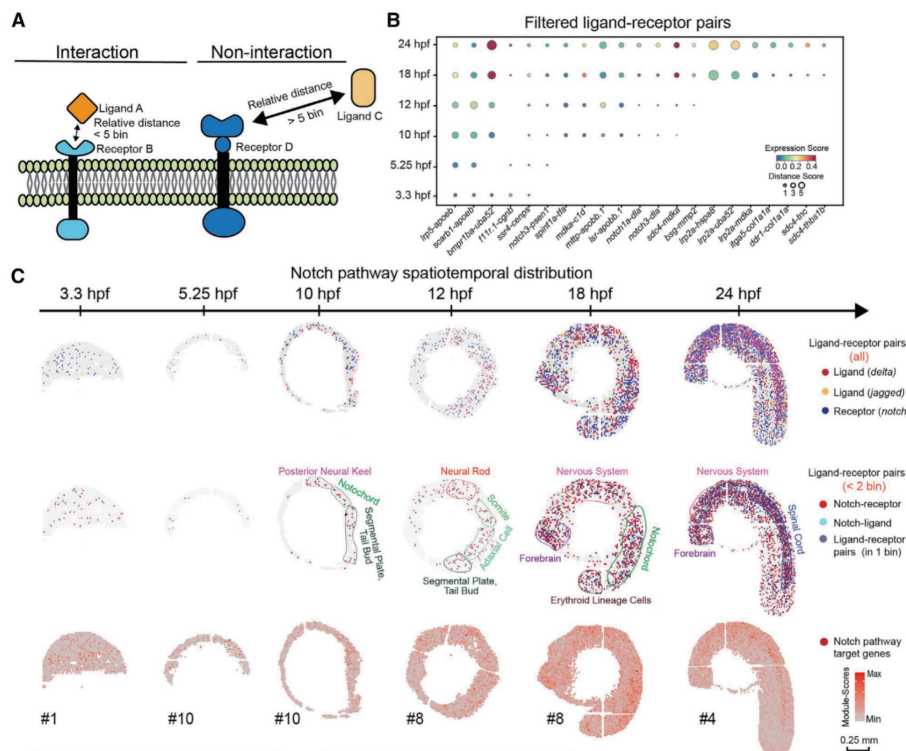 A
Interaction
Non-interaction
Ligand A
Relative distance
< 5 bin
Receptor B
Relative distance
> 5 bin
Ligand C
Receptor D
B
Filtered ligand-receptor pairs
24 hpf
18 hpf
12 hpf
10 hpf
5.25 hpf
3.3 hpf
Expression Score
0.0 0.2 0.4
Distance Score
1 3 5
lrp5-apoeb
scarb1-apoeb
bmpr1ba-uba52
f11r.1-cgnb
ssr4-cenps
notch3-psen1
spint1a-tfa
mdka-c1d
mttp-apobb.1
lsr-apobb.1
notch1a-dla
notch3-dla
sdc4-mdka
bsg-mmp2
lrp2a-hspa8
lrp2a-uba52
lrp2a-mdka
itga5-col1a1a
ddr1-col1a1a
sdc4-tnc
sdc4-thbs1b
C
Notch pathway spatiotemporal distribution
3.3 hpf
5.25 hpf
10 hpf
12 hpf
18 hpf
24 hpf
Ligand-receptor pairs
(all)
Ligand (delta)
Ligand (jagged)
Receptor (notch)
Posterior Neural Keel
Notochord
Segmental Plate,
Tail Bud
Neural Rod
Somite
Adaxial Cell
Segmental Plate,
Tail Bud
Nervous System
Forebrain
Notochord
Erythroid Lineage Cells
Nervous System
Forebrain
Spinal Cord
Ligand-receptor pairs
(< 2 bin)
Notch-receptor
Notch-ligand
Ligand-receptor
pairs (in 1 bin)
#1
#10
#10
#8
#8
#4
Notch pathway
target genes
Module-Scores
Max
Min
0.25 mm